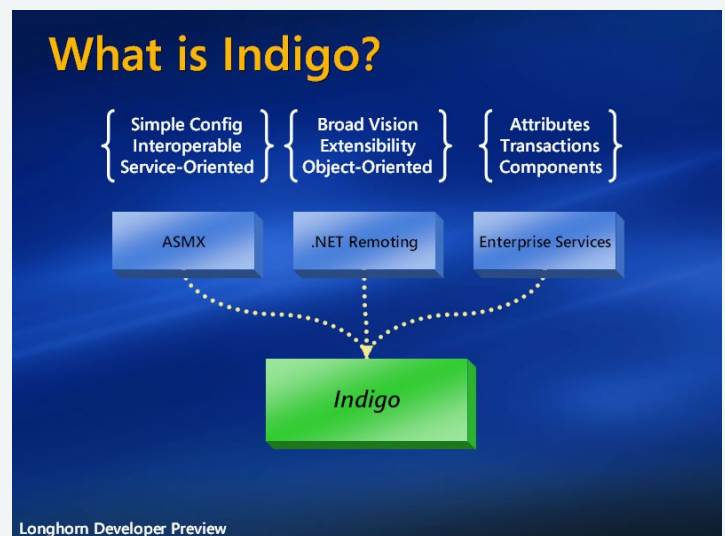 What is Indigo?
Simple Config
Interoperable
Service-Oriented
Broad Vision
Extensibility
Object-Oriented
Attributes
Transactions
Components
ASMX
.NET Remoting
Enterprise Services
Indigo
Longhorn Developer Preview